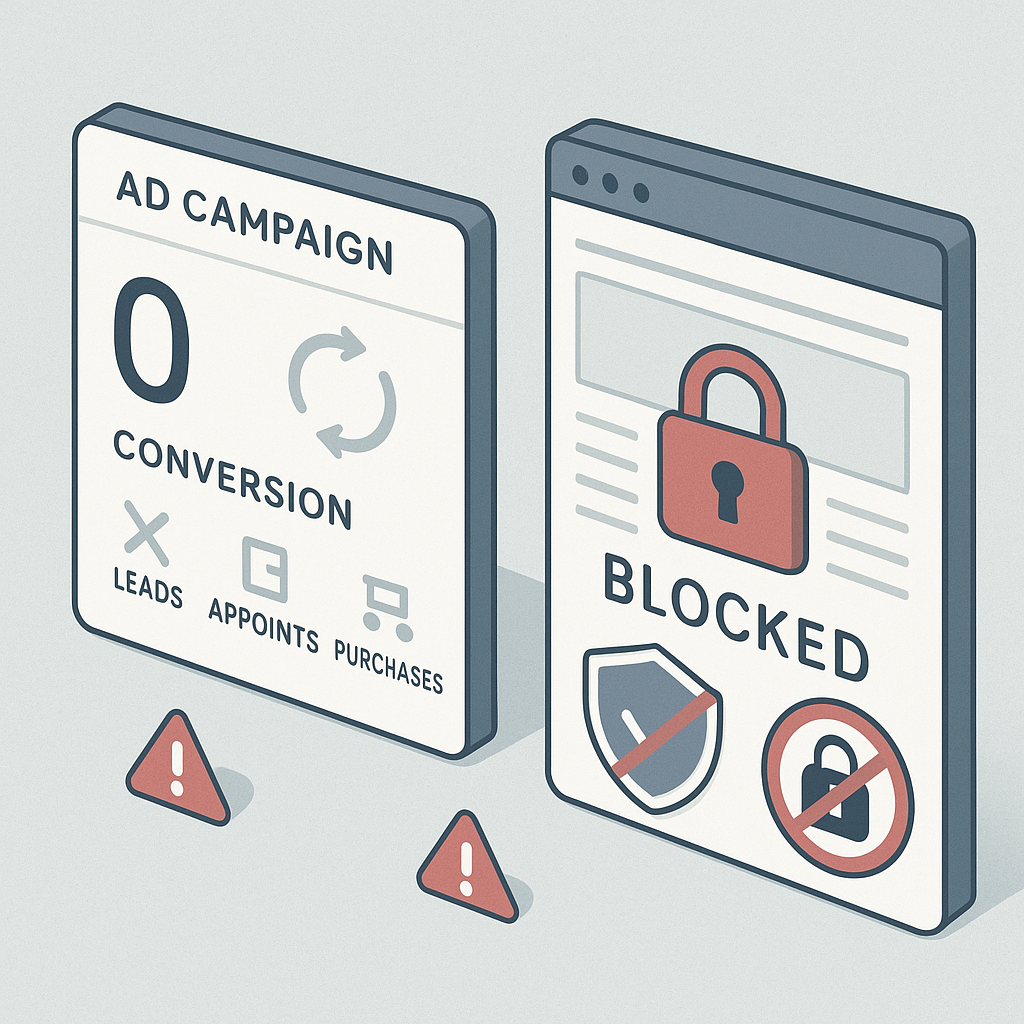 AD CAMPAIGN
0
CONVERSION
LEADS
APPOINTS
PURCHASES
BLOCKED